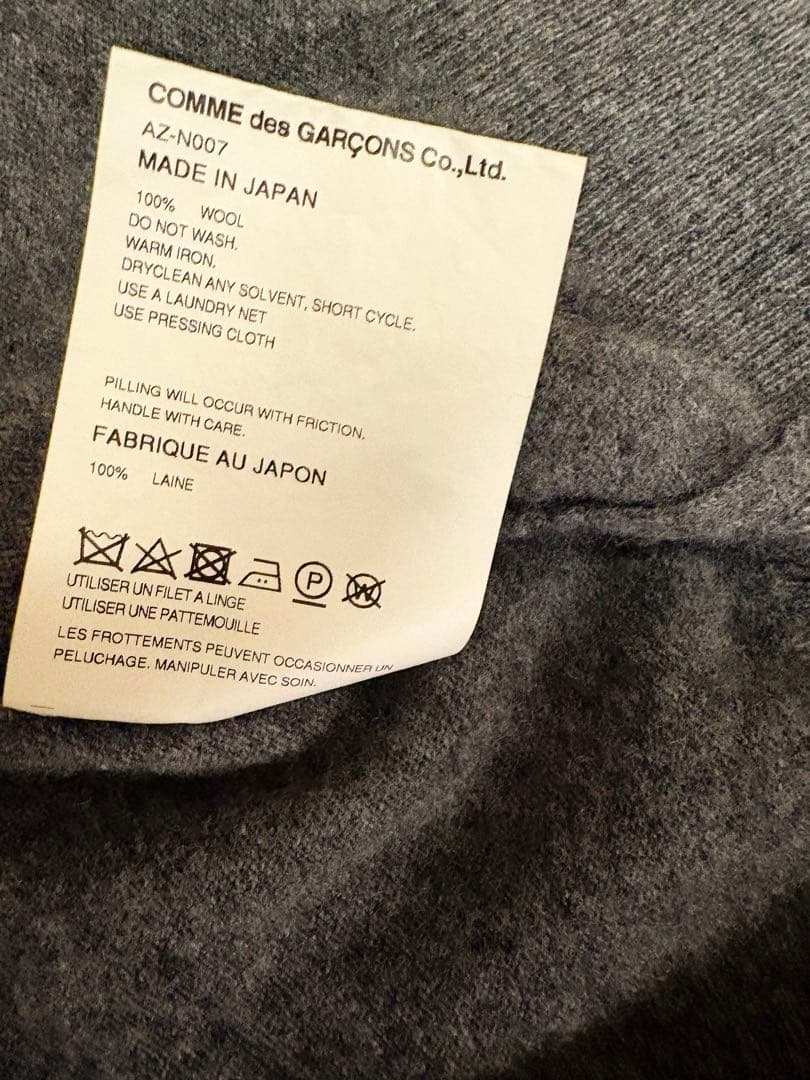 COMME des GARÇONS Co.,Ltd.
AZ-N007
MADE IN JAPAN
100% WOOL
DO NOT WASH.
WARM IRON.
DRYCLEAN ANY SOLVENT, SHORT CYCLE.
USE A LAUNDRY NET
USE PRESSING CLOTH
PILLING WILL OCCUR WITH FRICTION.
HANDLE WITH CARE.
FABRIQUE AU JAPON
100% LAINE
P W
UTILISER UN FILET A LINGE
UTILISER UNE PATTEMOUILLE
LES FROTTEMENTS PEUVENT OCCASIONNER UN
PELUCHAGE. MANIPULER AVEC SOIN.